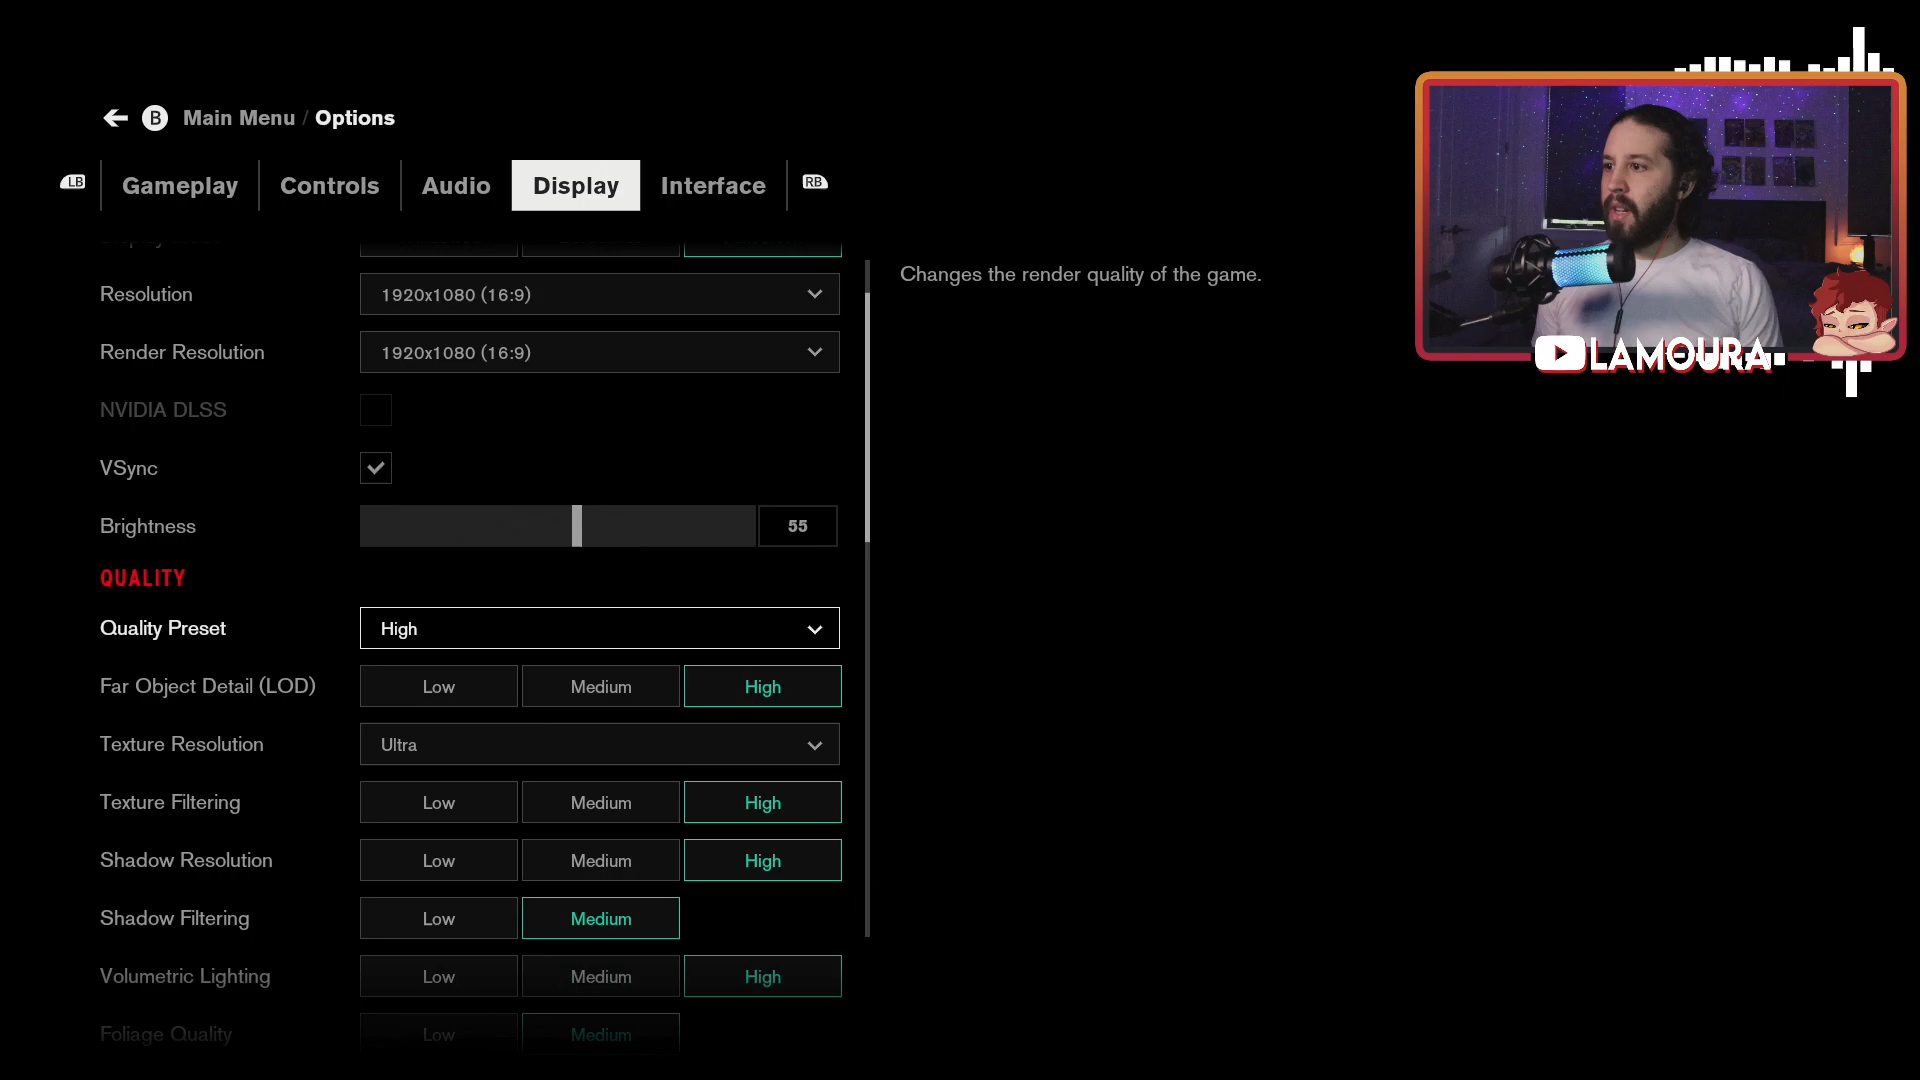 B Main Menu / Options
LB Gameplay Controls Audio Display Interface RB
Resolution 1920x1080 (16:9)
Changes the render quality of the game.
Render Resolution 1920x1080 (16:9)
NVIDIA DLSS
VSync
Brightness 55
QUALITY
Quality Preset High
Far Object Detail (LOD) Low Medium High
Texture Resolution Ultra
Texture Filtering Low Medium High
Shadow Resolution Low Medium High
Shadow Filtering Low Medium
Volumetric Lighting Low Medium High
Foliage Quality Low Medium
LAMOURA